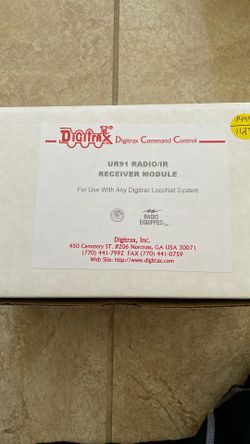 DIGITRAX
Digitrax Command Control
UR91 RADIO/IR
RECEIVER MODULE
For Use With Any Digitrax LocoNet System
RADIO
EQUIPPED
Digitrax, Inc.
450 Cemetery ST. #206 Norcross, GA USA 30071
(770) 441-7992 FAX (770) 441-0759
Web Site: http://www.digitrax.com